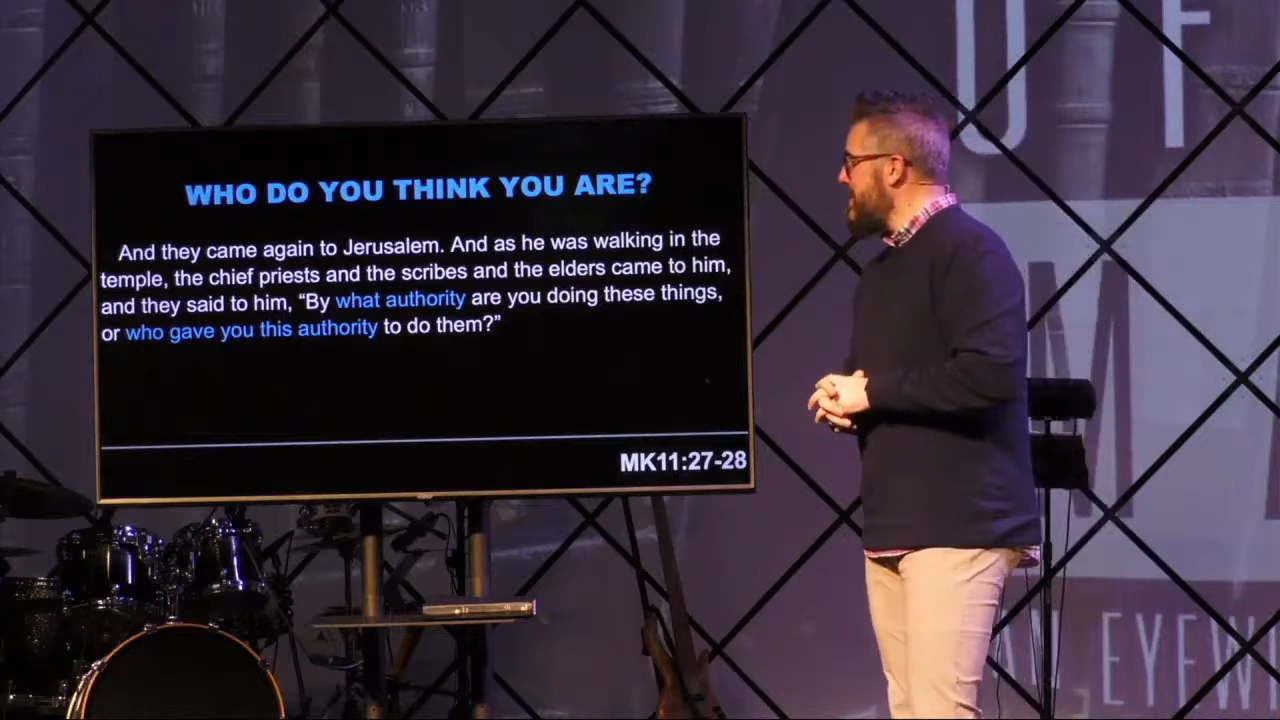 WHO DO YOU THINK YOU ARE?
And they came again to Jerusalem. And as he was walking in the
temple, the chief priests and the scribes and the elders came to him,
and they said to him, “By what authority are you doing these things,
or who gave you this authority to do them?”
MK11:27-28
OF
AN EYEW